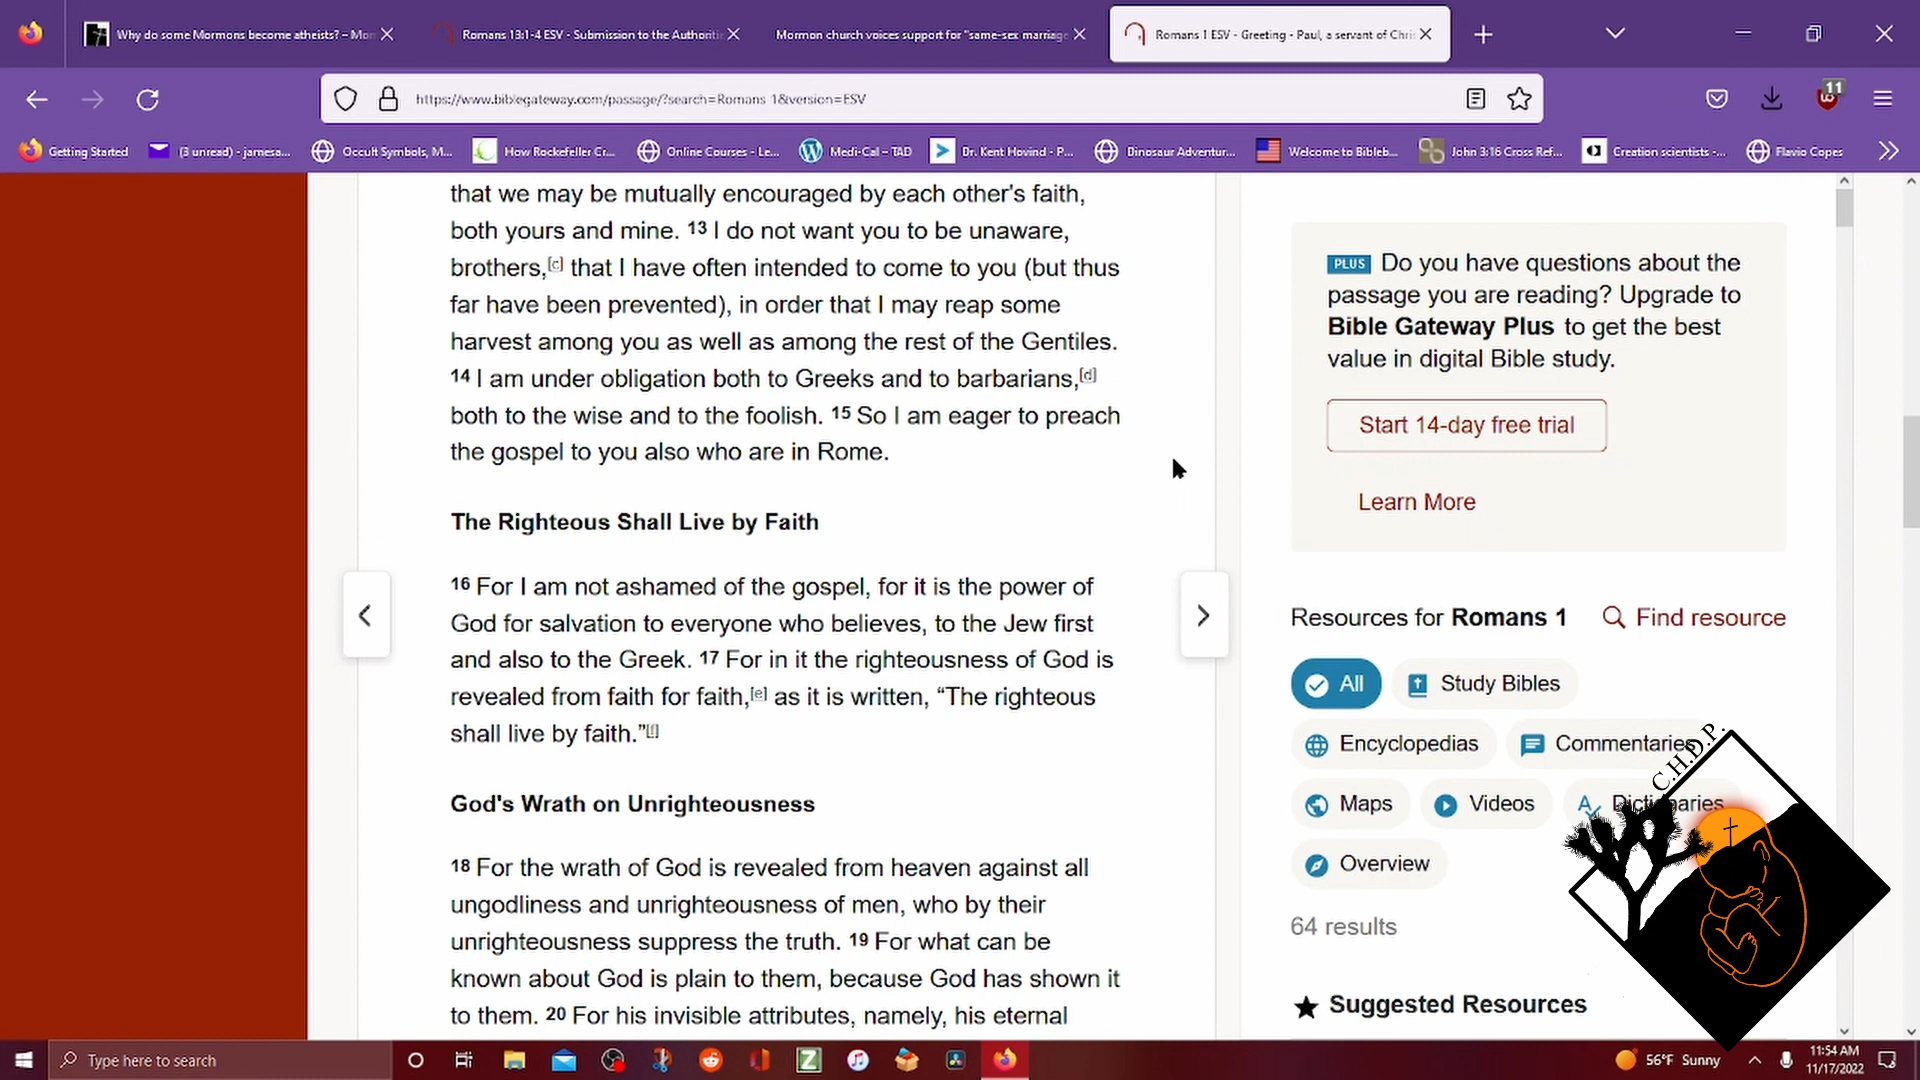 Why do some Mormons become atheists? – Mor
Romans 13:1-4 ESV - Submission to the Authoriti
Mormon church voices support for "same-sex marriage
Romans 1 ESV - Greeting - Paul, a servant of Chri
https://www.biblegateway.com/passage/?search=Romans 1&version=ESV
11
Getting Started
(3 unread) - jamesa...
Occult Symbols, M...
How Rockefeller Cr...
Online Courses - Le...
Medi-Cal – TAD
Dr. Kent Hovind - P...
Dinosaur Adventur...
Welcome to Bibleb...
John 3:16 Cross Ref...
Creation scientists -...
Flavio Copes
that we may be mutually encouraged by each other's faith,
both yours and mine. 13 I do not want you to be unaware,
brothers,[c] that I have often intended to come to you (but thus
far have been prevented), in order that I may reap some
harvest among you as well as among the rest of the Gentiles.
14 I am under obligation both to Greeks and to barbarians,[d]
both to the wise and to the foolish. 15 So I am eager to preach
the gospel to you also who are in Rome.
The Righteous Shall Live by Faith
16 For I am not ashamed of the gospel, for it is the power of
God for salvation to everyone who believes, to the Jew first
and also to the Greek. 17 For in it the righteousness of God is
revealed from faith for faith,[e] as it is written, “The righteous
shall live by faith.”[f]
God's Wrath on Unrighteousness
18 For the wrath of God is revealed from heaven against all
ungodliness and unrighteousness of men, who by their
unrighteousness suppress the truth. 19 For what can be
known about God is plain to them, because God has shown it
to them. 20 For his invisible attributes, namely, his eternal
PLUS Do you have questions about the
passage you are reading? Upgrade to
Bible Gateway Plus to get the best
value in digital Bible study.
Start 14-day free trial
Learn More
Resources for Romans 1
Find resource
All
Study Bibles
Encyclopedias
Commentaries
Maps
Videos
Dictionaries
Overview
64 results
Suggested Resources
C.H.D.P.
Type here to search
56°F Sunny
11:54 AM
11/17/2022